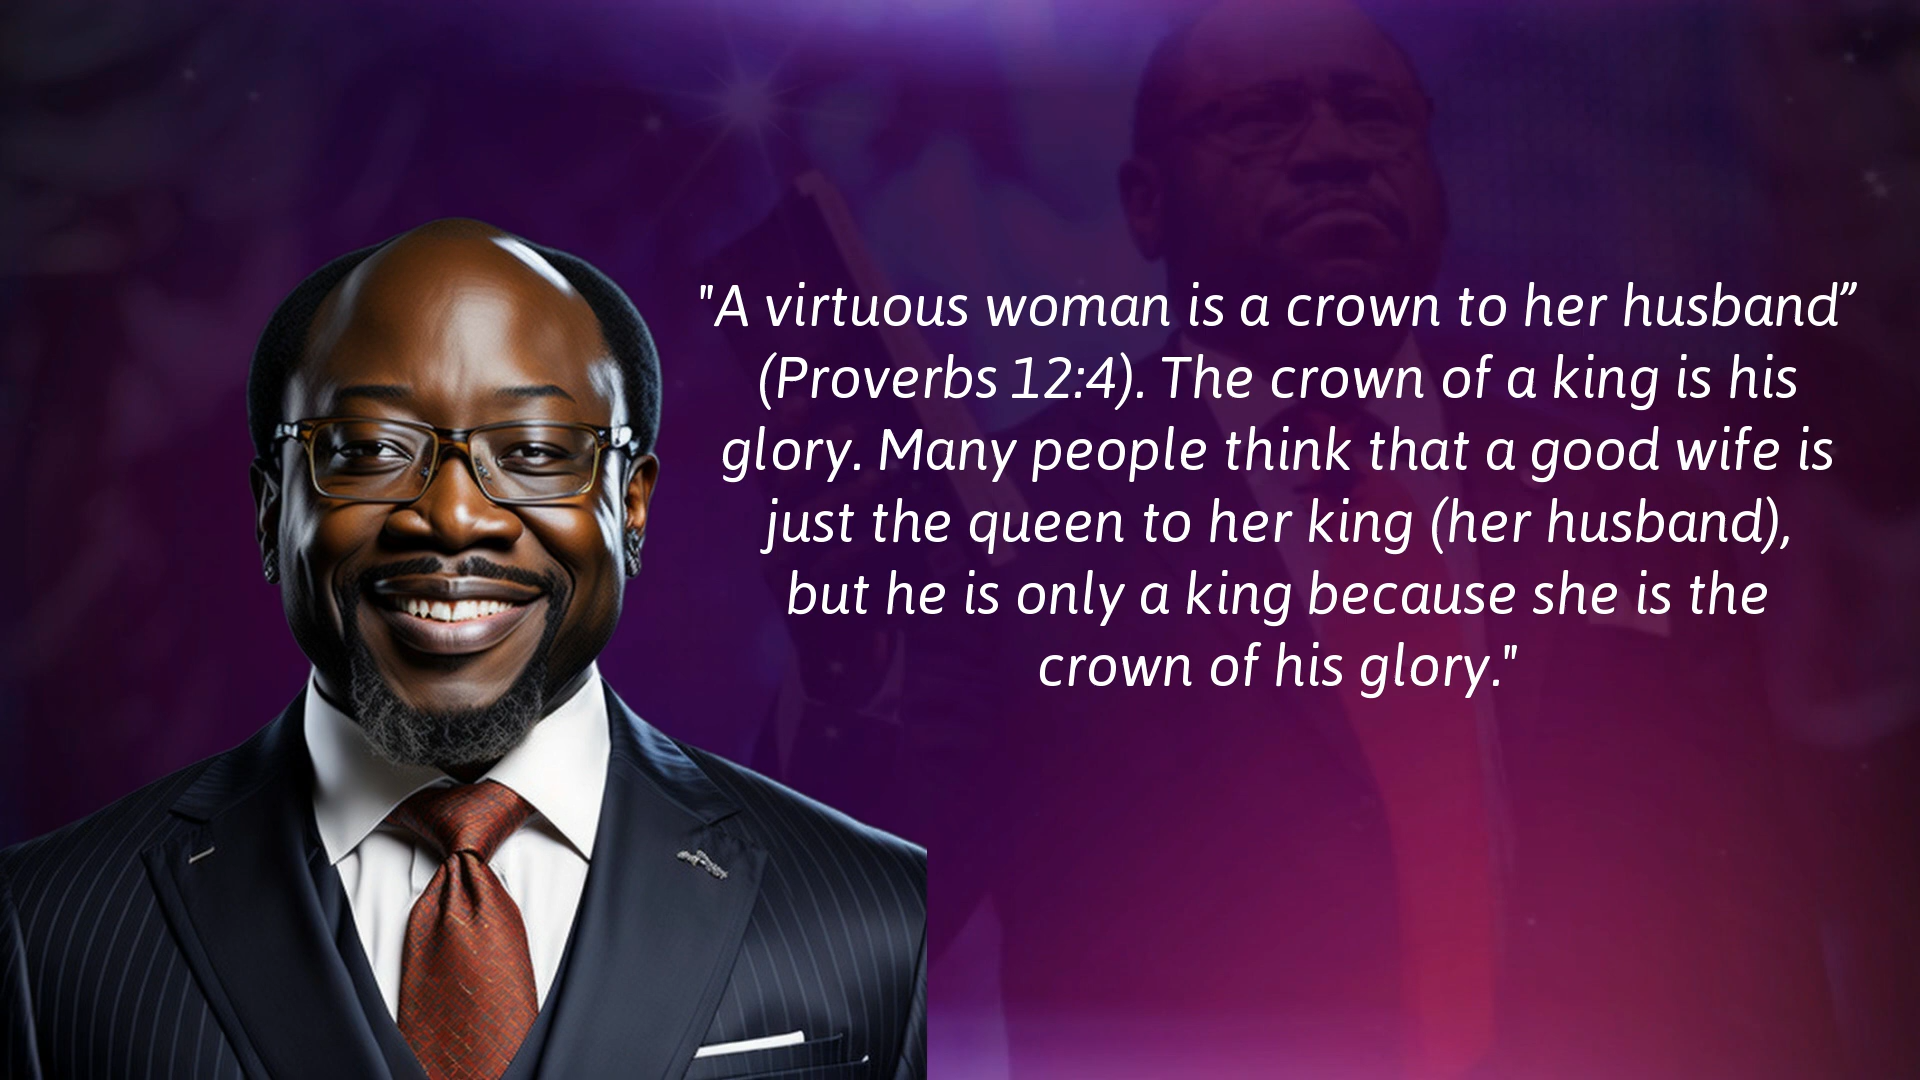 "A virtuous woman is a crown to her husband”
(Proverbs 12:4). The crown of a king is his
glory. Many people think that a good wife is
just the queen to her king (her husband),
but he is only a king because she is the
crown of his glory."